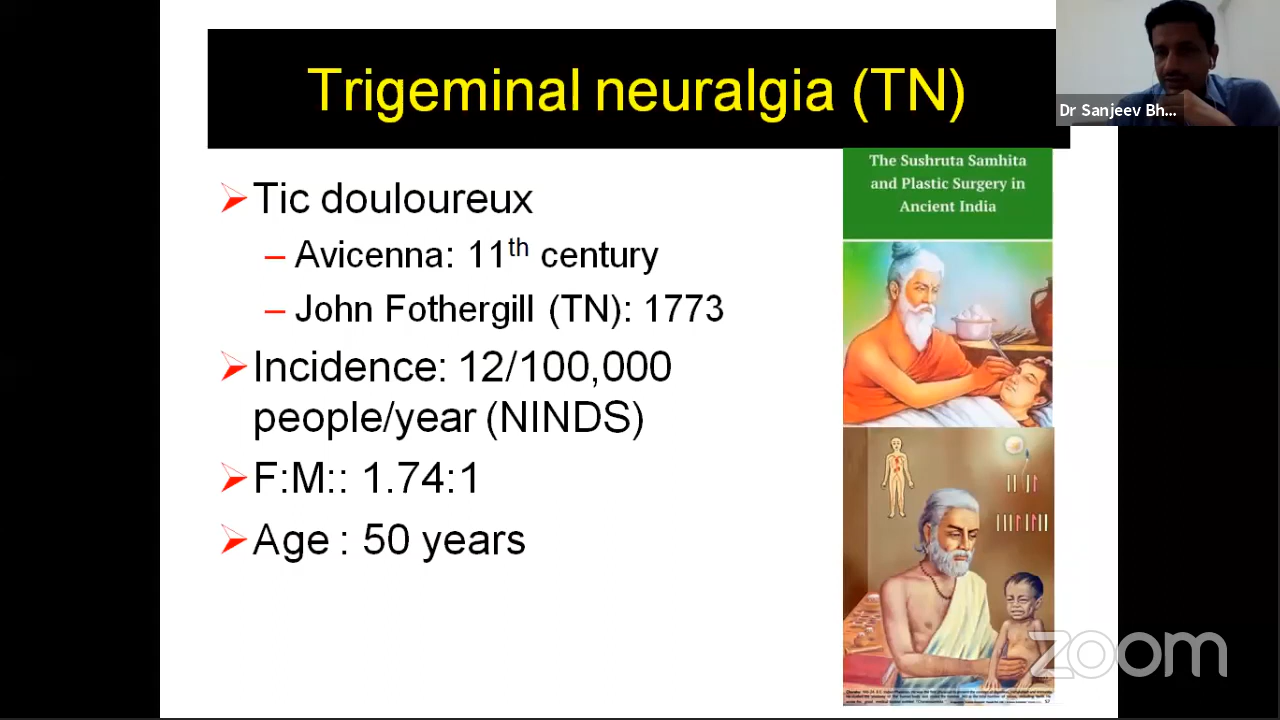 Trigeminal neuralgia (TN)
Dr Sanjeev Bh...
The Sushruta Samhita
and Plastic Surgery in
Ancient India
➢ Tic douloureux
– Avicenna: 11th century
– John Fothergill (TN): 1773
➢ Incidence: 12/100,000
people/year (NINDS)
➢ F:M:: 1.74:1
➢ Age : 50 years
zoom